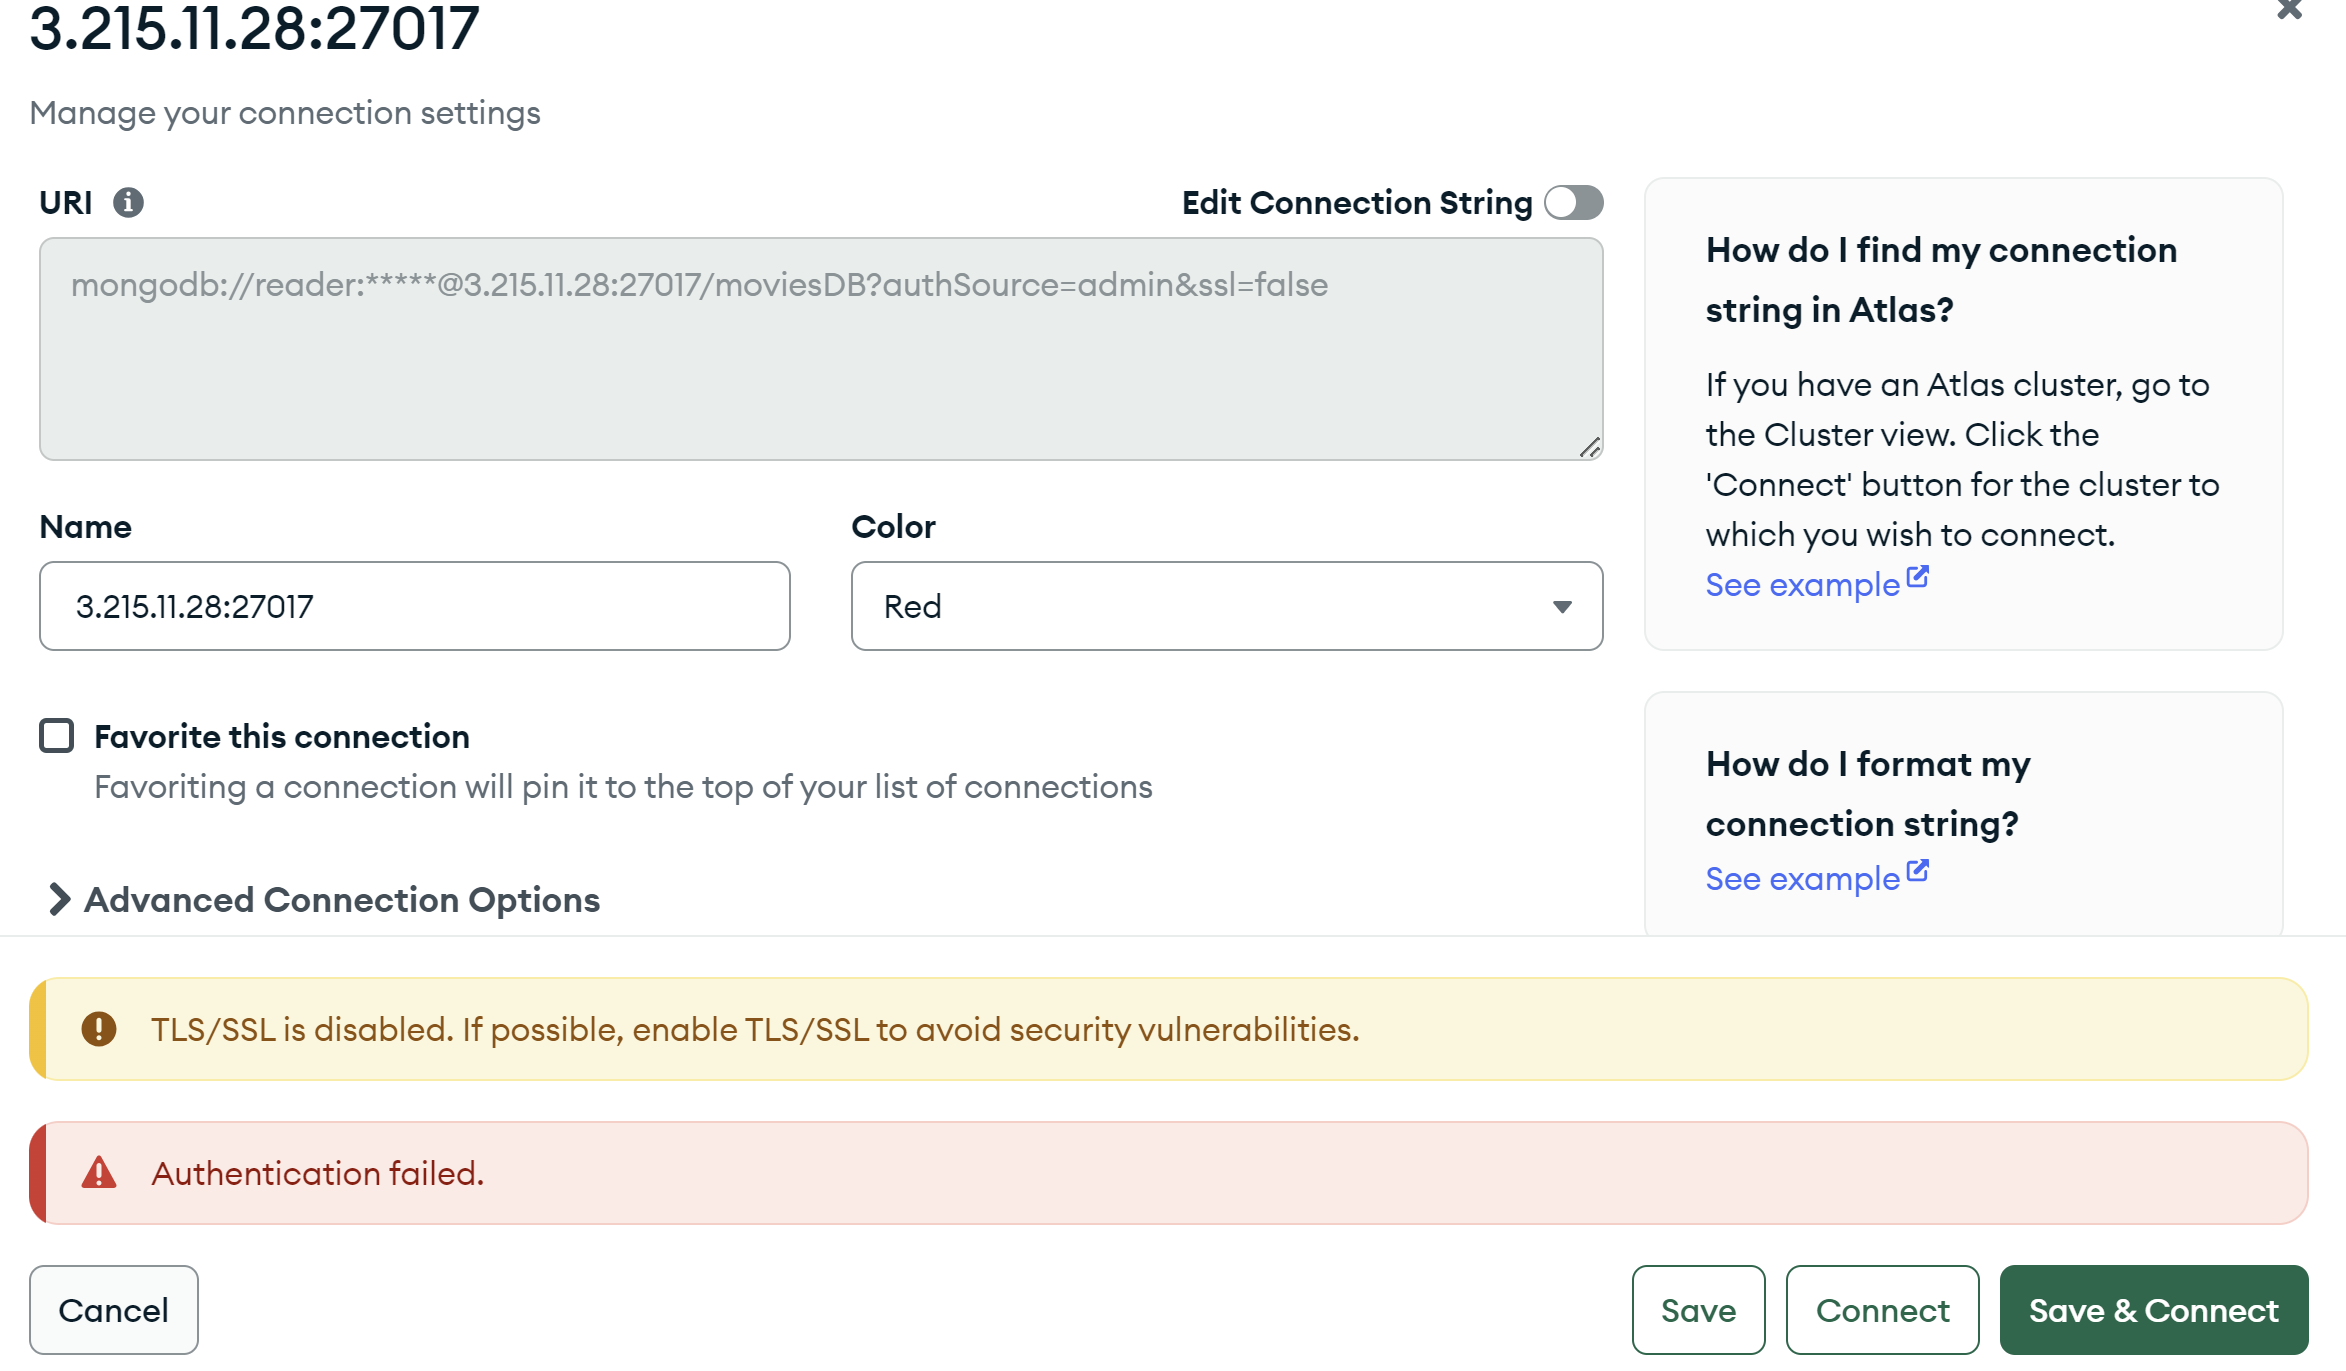 3.215.11.28:27017
Manage your connection settings
URI
Edit Connection String
mongodb://reader:*****@3.215.11.28:27017/moviesDB?authSource=admin&ssl=false
Name
Color
3.215.11.28:27017
Red
Favorite this connection
Favoriting a connection will pin it to the top of your list of connections
Advanced Connection Options
How do I find my connection
string in Atlas?
If you have an Atlas cluster, go to
the Cluster view. Click the
'Connect' button for the cluster to
which you wish to connect.
See example
How do I format my
connection string?
See example
TLS/SSL is disabled. If possible, enable TLS/SSL to avoid security vulnerabilities.
Authentication failed.
Cancel
Save
Connect
Save & Connect